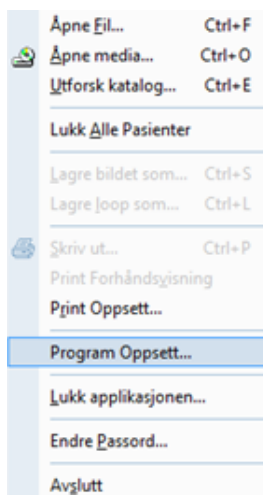 Åpne Fil... Ctrl+F
Åpne media... Ctrl+O
Utforsk katalog... Ctrl+E
Lukk Alle Pasienter
Lagre bildet som... Ctrl+S
Lagre loop som... Ctrl+L
Skriv ut... Ctrl+P
Print Forhåndsvisning
Print Oppsett...
Program Oppsett...
Lukk applikasjonen...
Endre Passord...
Avslutt